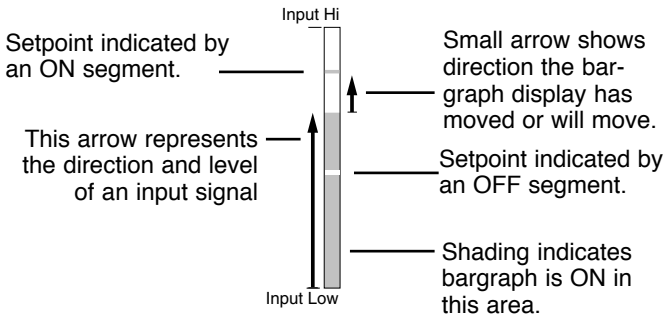 Input Hi
Setpoint indicated by
an ON segment.
Small arrow shows
direction the bar-
graph display has
moved or will move.
This arrow represents
the direction and level
of an input signal
Setpoint indicated by
an OFF segment.
Shading indicates
bargraph is ON in
this area.
Input Low